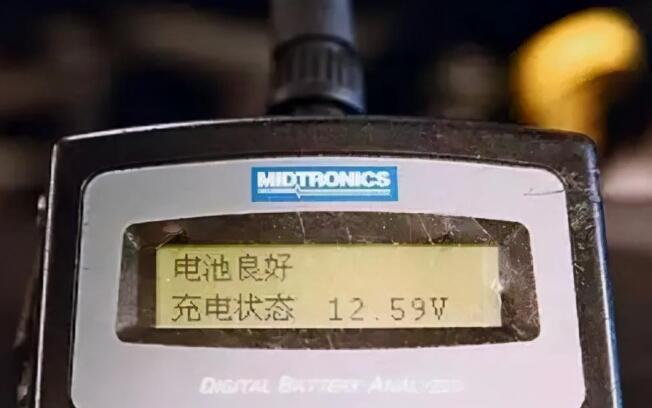 MIDTRONICS
电池良好
充电状态 12.59V
DIGITAL BATTERY ANALYZER